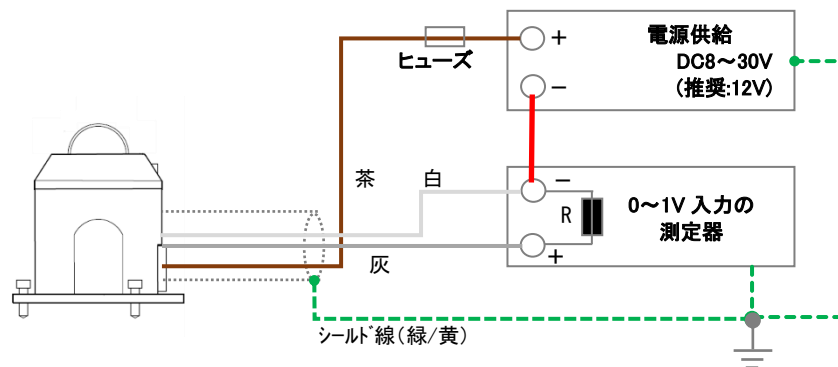 +
電源供給
ヒューズ
DC8～30V
－
(推奨:12V)
茶
白
－
R
0～1V 入力の
測定器
+
灰
シールド線(緑/黄)